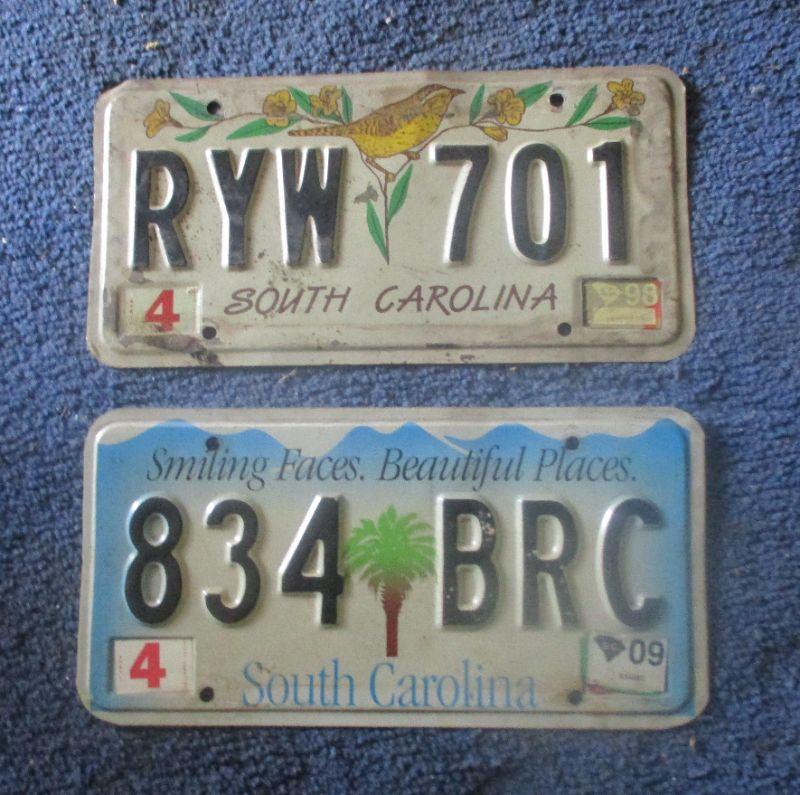 RYW 701
4 SOUTH CAROLINA 98
Smiling Faces. Beautiful Places.
834 BRC
4 09
South Carolina